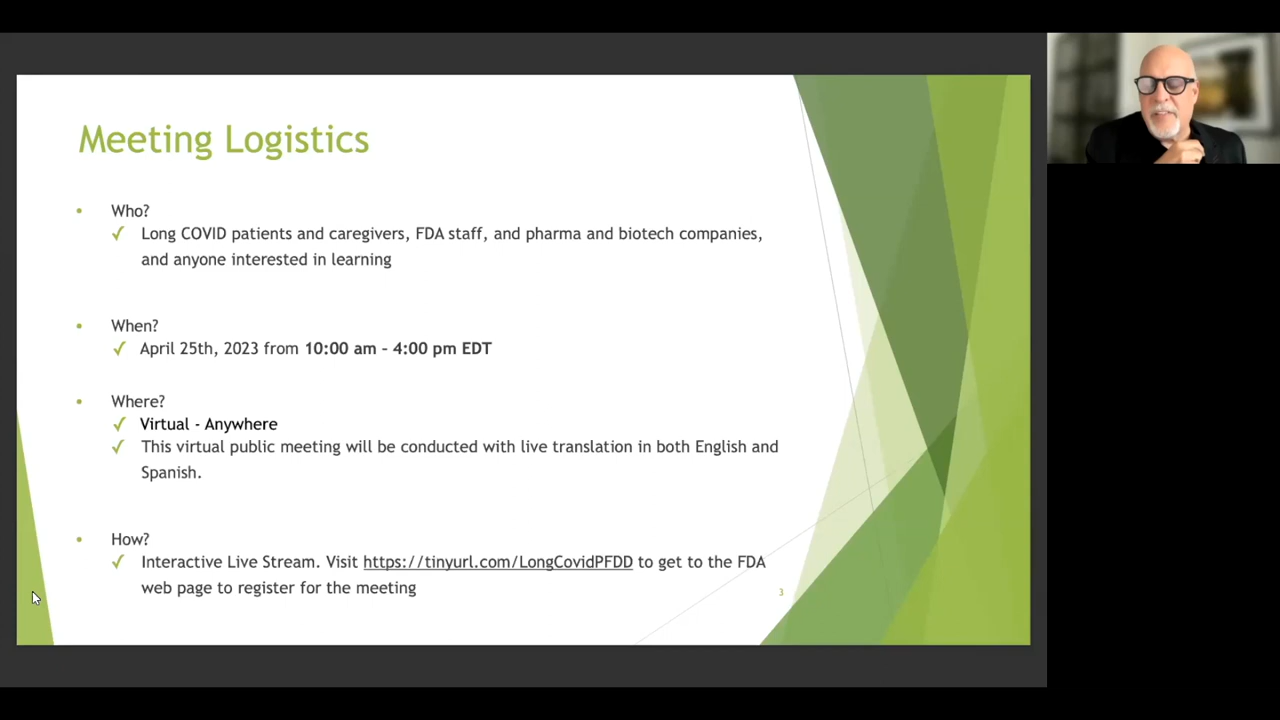 Meeting Logistics
• Who?
✓ Long COVID patients and caregivers, FDA staff, and pharma and biotech companies,
and anyone interested in learning
• When?
✓ April 25th, 2023 from 10:00 am – 4:00 pm EDT
• Where?
✓ Virtual - Anywhere
✓ This virtual public meeting will be conducted with live translation in both English and
Spanish.
• How?
✓ Interactive Live Stream. Visit https://tinyurl.com/LongCovidPFDD to get to the FDA
web page to register for the meeting
3